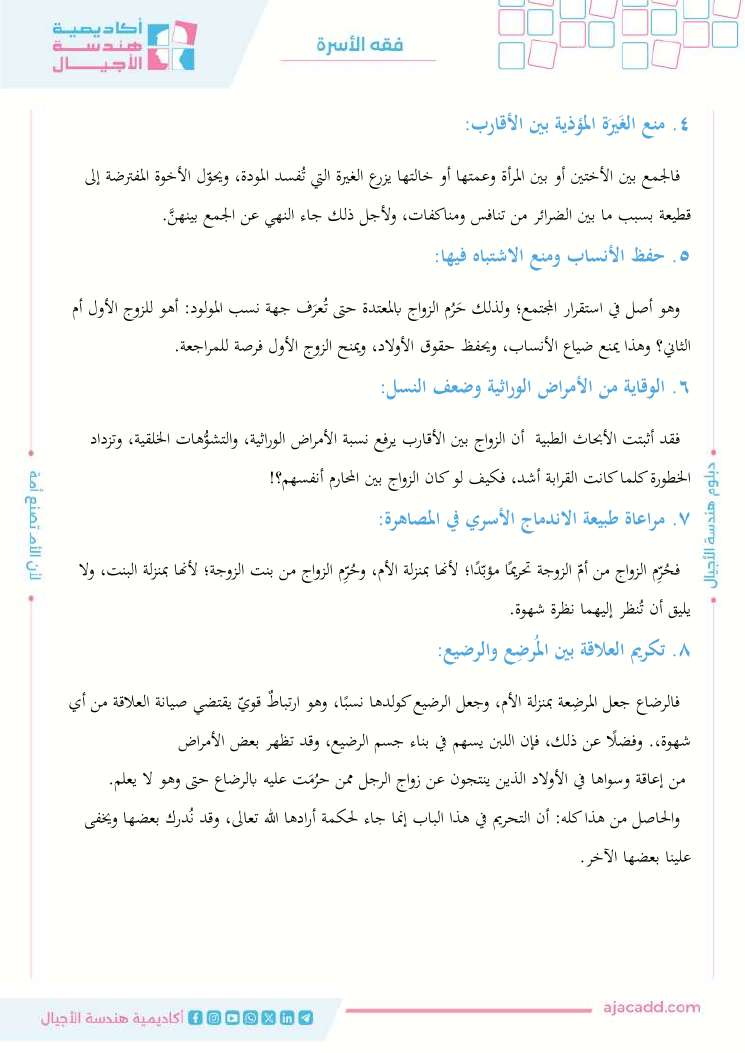 أكاديمية
هندسة
الأجيال
فقه الأسرة
٤. منع الغَيرَة المؤذية بين الأقارب:
فالجمع بين الأختين أو بين المرأة وعمتها أو خالتها يزرع الغيرة التي تُفسد المودة، ويحوّل الأخوة المفترضة إلى
قطيعة بسبب ما بين الضرائر من تنافس ومناكفات، ولأجل ذلك جاء النهي عن الجمع بينهنَّ.
٥. حفظ الأنساب ومنع الاشتباه فيها:
وهو أصل في استقرار المجتمع؛ ولذلك حَرُم الزواج بالمعتدة حتى تُعرَف جهة نسب المولود: أهو للزوج الأول أم
الثاني؟ وهذا يمنع ضياع الأنساب، ويحفظ حقوق الأولاد، ويمنح الزوج الأول فرصة للمراجعة.
٦. الوقاية من الأمراض الوراثية وضعف النسل:
فقد أثبتت الأبحاث الطبية أن الزواج بين الأقارب يرفع نسبة الأمراض الوراثية، والتشوُّهات الخلقية، وتزداد
الخطورة كلما كانت القرابة أشد، فكيف لو كان الزواج بين المحارم أنفسهم؟!
٧. مراعاة طبيعة الاندماج الأسري في المصاهرة:
فحُرِّم الزواج من أمّ الزوجة تحريمًا مؤبّدًا؛ لأنها بمنزلة الأم، وحُرِّم الزواج من بنت الزوجة؛ لأنها بمنزلة البنت، ولا
يليق أن تُنظر إليهما نظرة شهوة.
٨. تكريم العلاقة بين المُرضِع والرضيع:
فالرضاع جعل المرضِعة بمنزلة الأم، وجعل الرضيع كولدها نسبًا، وهو ارتباطٌ قويّ يقتضي صيانة العلاقة من أي
شهوة،. وفضلًا عن ذلك، فإن اللبن يسهم في بناء جسم الرضيع، وقد تظهر بعض الأمراض
من إعاقة وسواها في الأولاد الذين ينتجون عن زواج الرجل ممن حرُمَت عليه بالرضاع حتى وهو لا يعلم.
والحاصل من هذا كله: أن التحريم في هذا الباب إنما جاء لحكمة أرادها الله تعالى، وقد نُدرك بعضها ويخفى
علينا بعضها الآخر.
دبلوم هندسة الأجيال
لأن الأم تصنع أمة
أكاديمية هندسة الأجيال
ajacadd.com